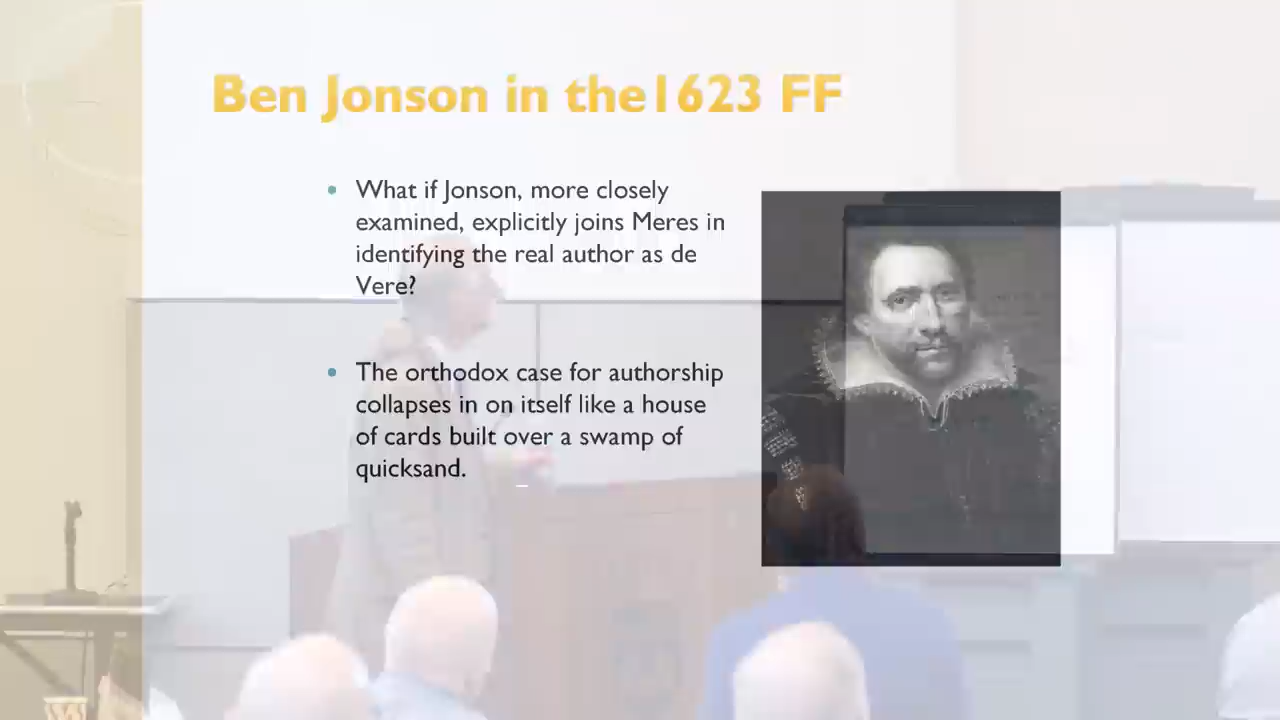 Ben Jonson in the1623 FF
What if Jonson, more closely
examined, explicitly joins Meres in
identifying the real author as de
Vere?
The orthodox case for authorship
collapses in on itself like a house
of cards built over a swamp of
quicksand.